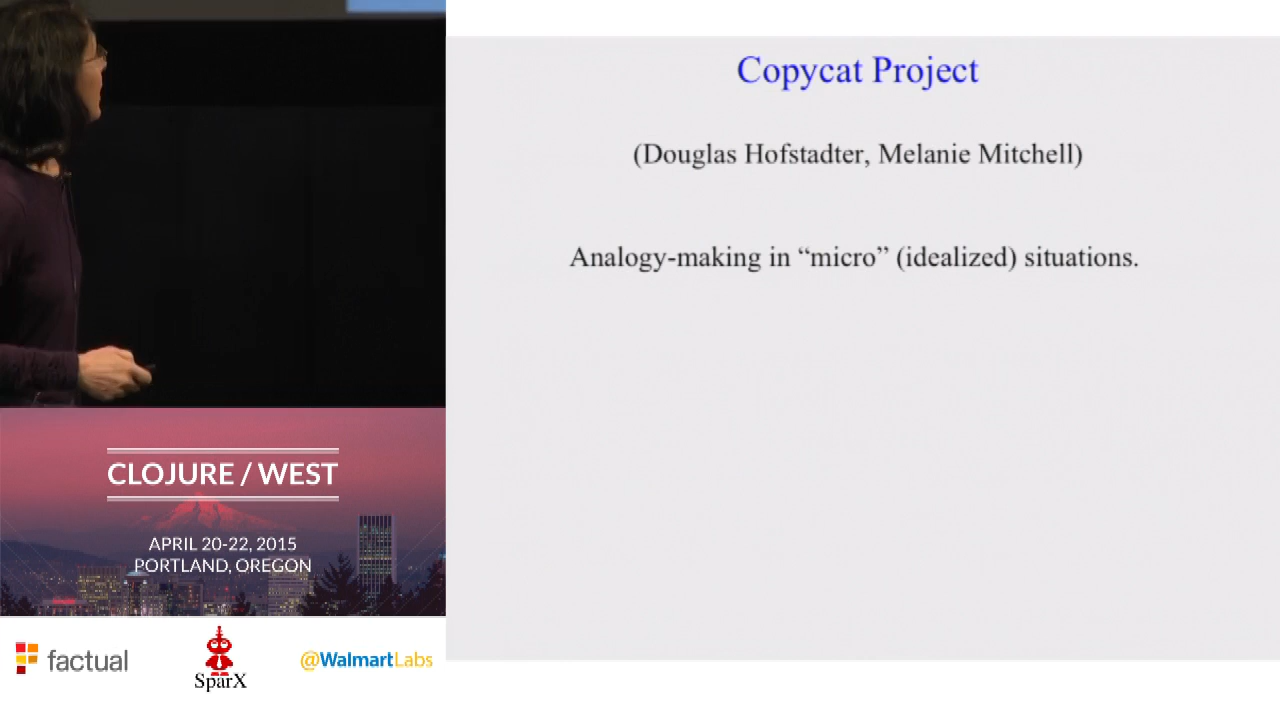 Copycat Project
(Douglas Hofstadter, Melanie Mitchell)
Analogy-making in “micro” (idealized) situations.
CLOJURE / WEST
APRIL 20-22, 2015
PORTLAND, OREGON
factual
SparX
@WalmartLabs